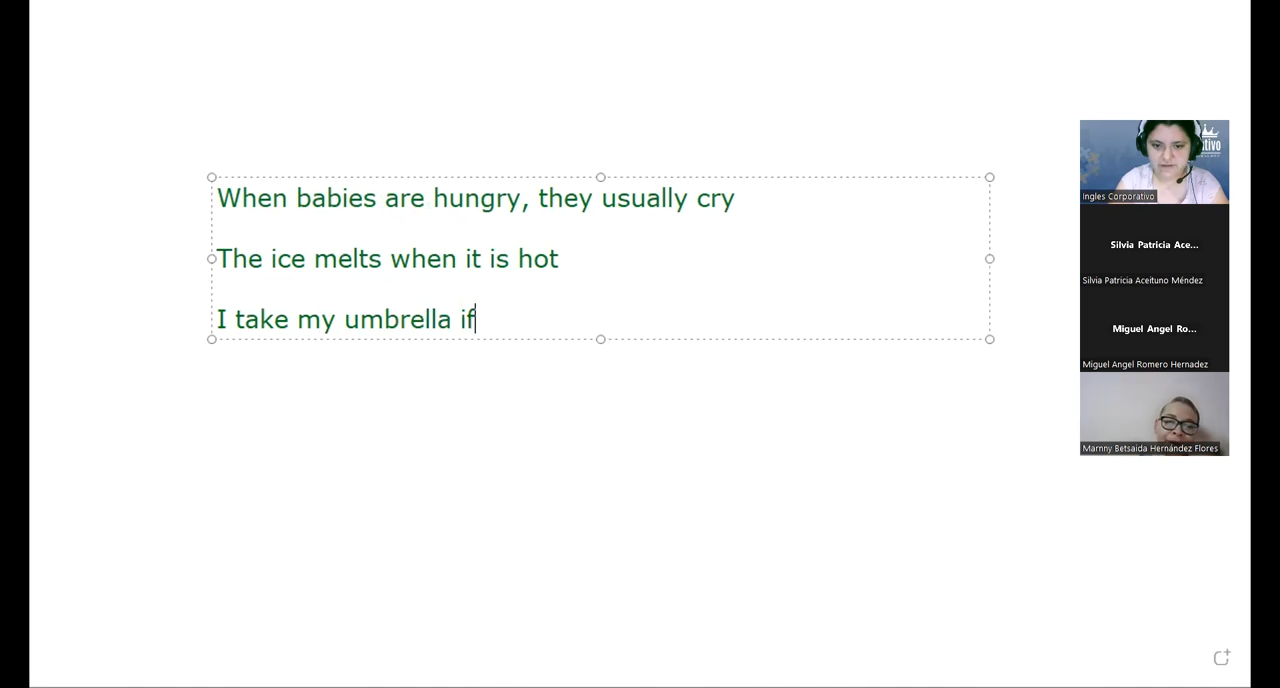 When babies are hungry, they usually cry
The ice melts when it is hot
I take my umbrella if
tivo
Ingles Corporativo
Silvia Patricia Ace...
Silvia Patricia Aceituno Méndez
Miguel Angel Ro...
Miguel Angel Romero Hernadez
Marnny Betsaida Hernández Flores